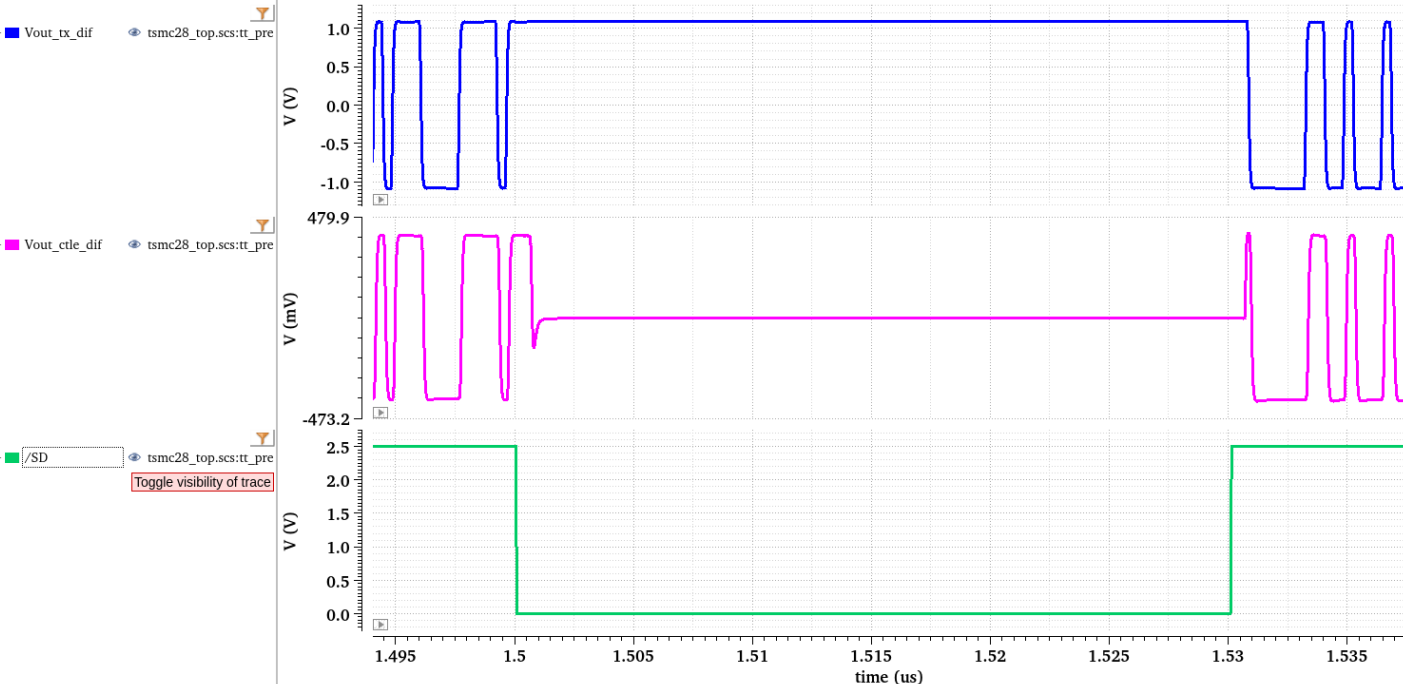 Vout_tx_dif
tsmc28_top.scs:tt_pre
V (V)
1.0
0.5
0.0
-0.5
-1.0
Vout_ctle_dif
tsmc28_top.scs:tt_pre
V (mV)
479.9
-473.2
/SD
tsmc28_top.scs:tt_pre
Toggle visibility of trace
V (V)
2.5
2.0
1.5
1.0
0.5
0.0
1.495 1.5 1.505 1.51 1.515 1.52 1.525 1.53 1.535
time (us)